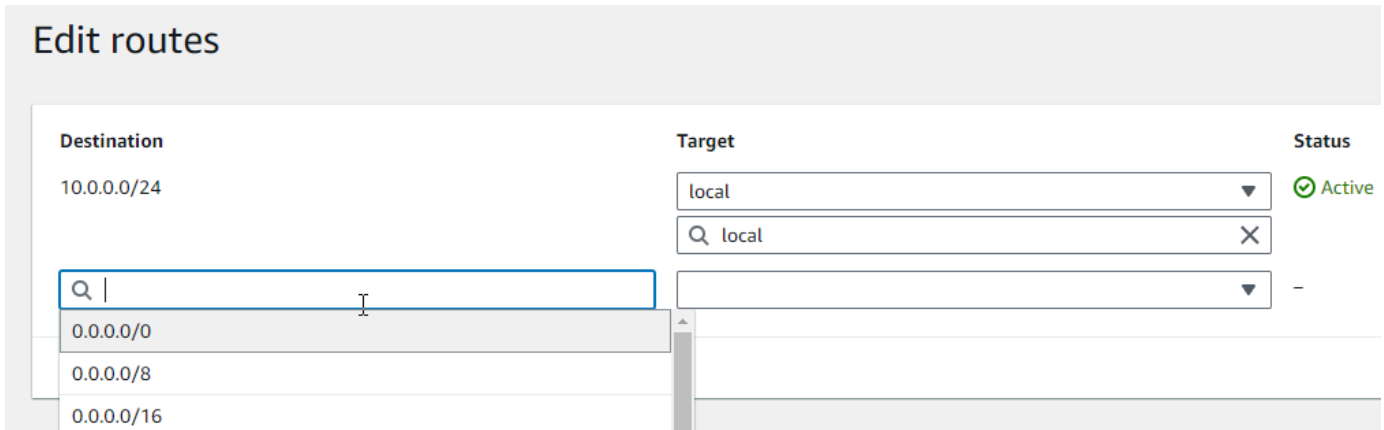 Edit routes
Destination Target Status
10.0.0.0/24 local Active
local
–
0.0.0.0/0
0.0.0.0/8
0.0.0.0/16